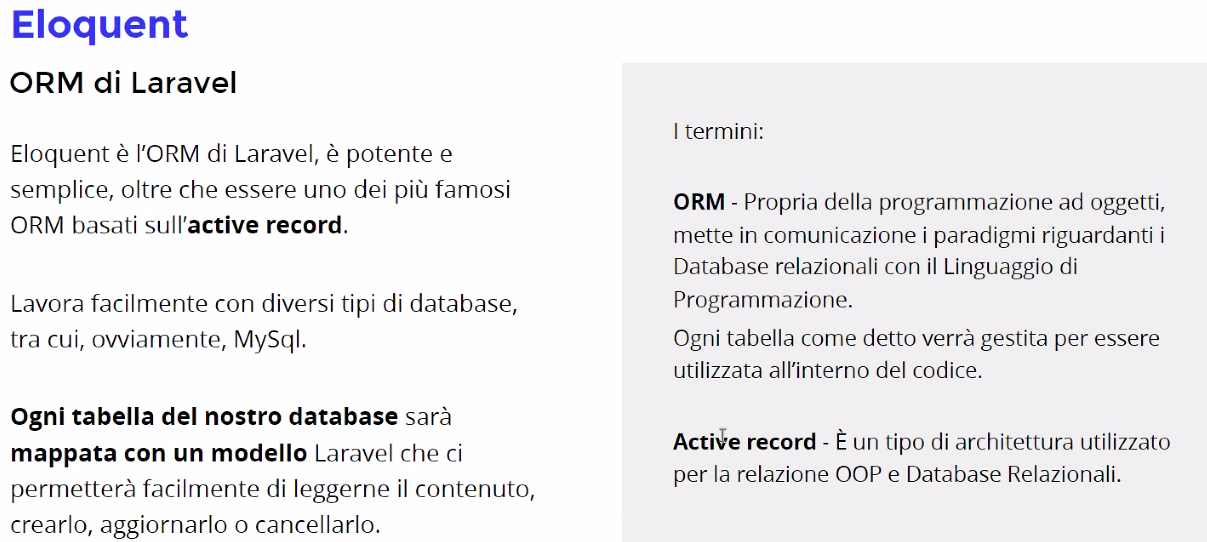 Eloquent
ORM di Laravel
Eloquent è l'ORM di Laravel, è potente e
semplice, oltre che essere uno dei più famosi
ORM basati sull'active record.
Lavora facilmente con diversi tipi di database,
tra cui, ovviamente, MySql.
Ogni tabella del nostro database sarà
mappata con un modello Laravel che ci
permetterà facilmente di leggerne il contenuto,
crearlo, aggiornarlo o cancellarlo.
I termini:
ORM - Propria della programmazione ad oggetti,
mette in comunicazione i paradigmi riguardanti i
Database relazionali con il Linguaggio di
Programmazione.
Ogni tabella come detto verrà gestita per essere
utilizzata all'interno del codice.
Active record - È un tipo di architettura utilizzato
per la relazione OOP e Database Relazionali.